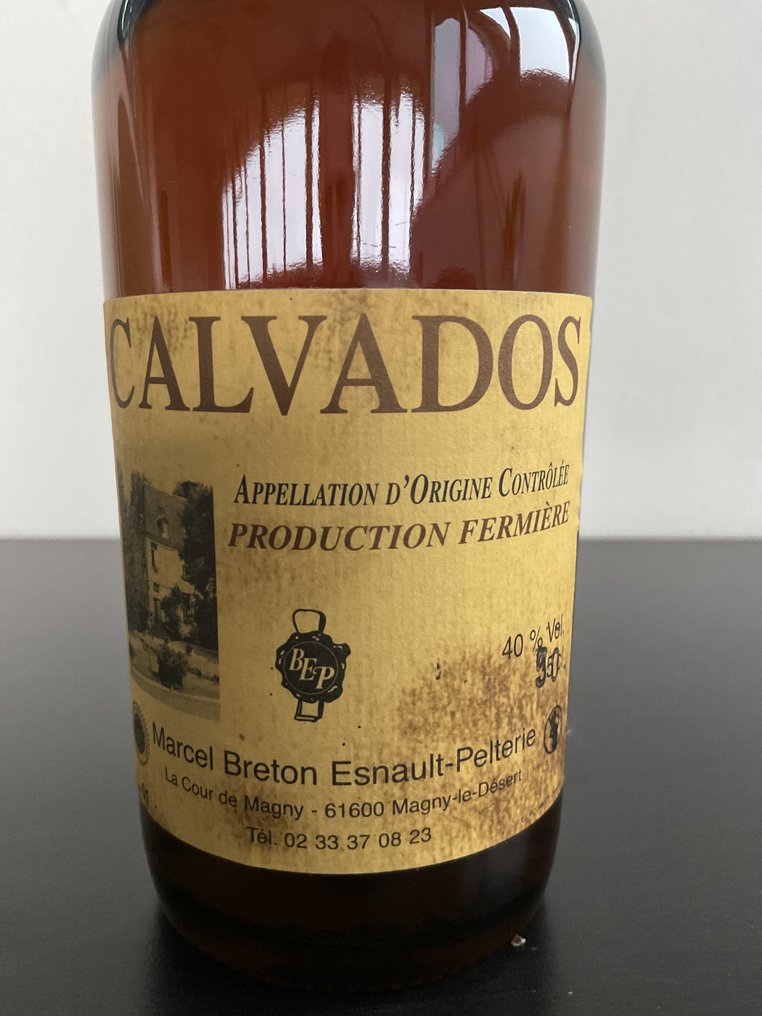 CALVADOS
APPELLATION D'ORIGINE CONTRÔLÉE
PRODUCTION FERMIÈRE
BEP
40 % Vol.
Marcel Breton Esnault-Pelterie
La Cour de Magny - 61600 Magny-le-Désert
Tél. 02 33 37 08 23